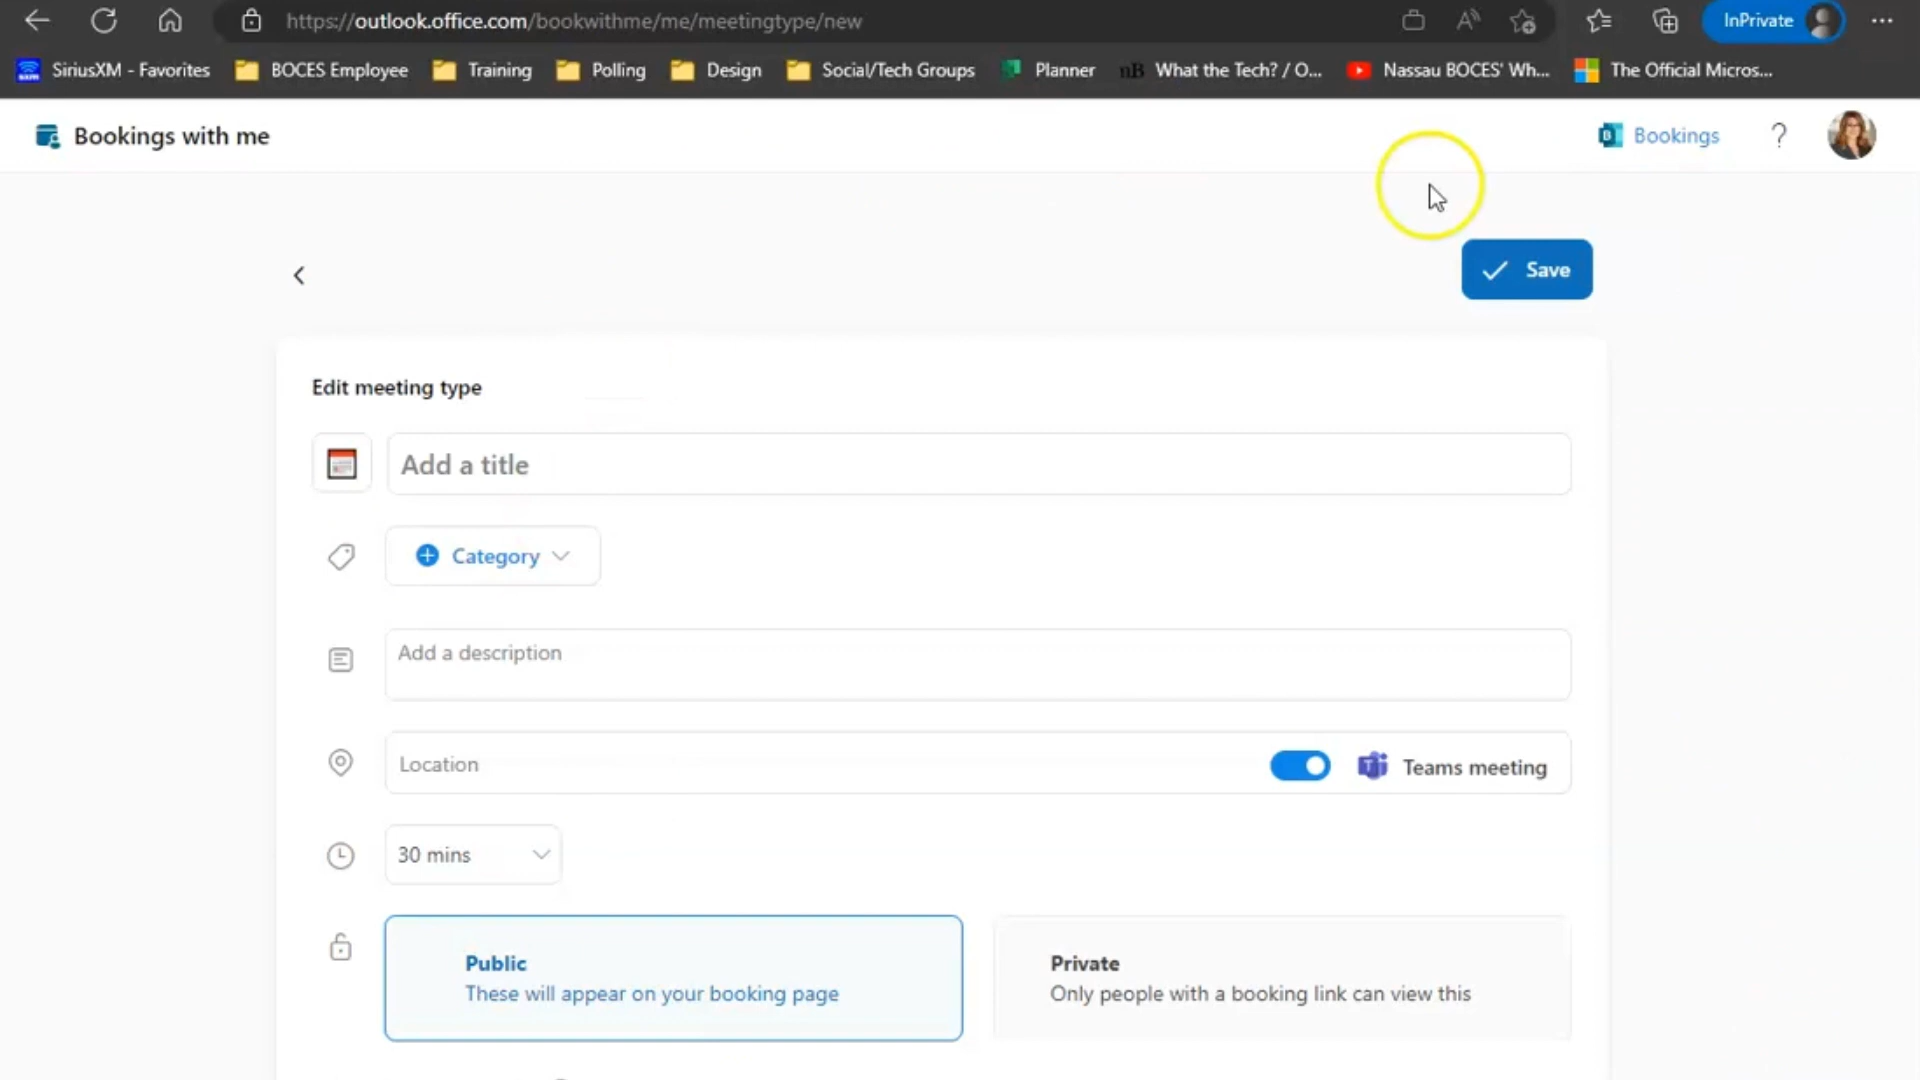 https://outlook.office.com/bookwithme/me/meetingtype/new
InPrivate
SiriusXM - Favorites BOCES Employee Training Polling Design Social/Tech Groups Planner nB What the Tech? / O... Nassau BOCES' Wh... The Official Micros...
Bookings with me
Bookings ?
Save
Edit meeting type
Add a title
Category
Add a description
Location
Teams meeting
30 mins
Public
These will appear on your booking page
Private
Only people with a booking link can view this